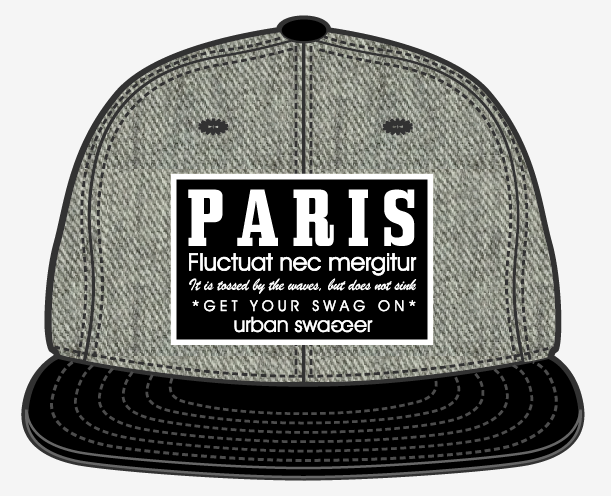 PARIS
Fluctuat nec mergitur
It is tossed by the waves, but does not sink
*GET YOUR SWAG ON*
urban swagger